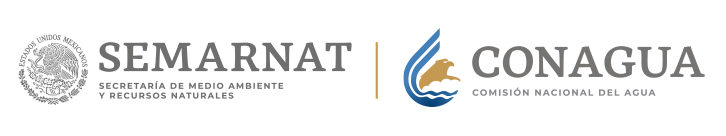 ESTADOS UNIDOS MEXICANOS
SEMARNAT
SECRETARÍA DE MEDIO AMBIENTE
Y RECURSOS NATURALES
CONAGUA
COMISIÓN NACIONAL DEL AGUA